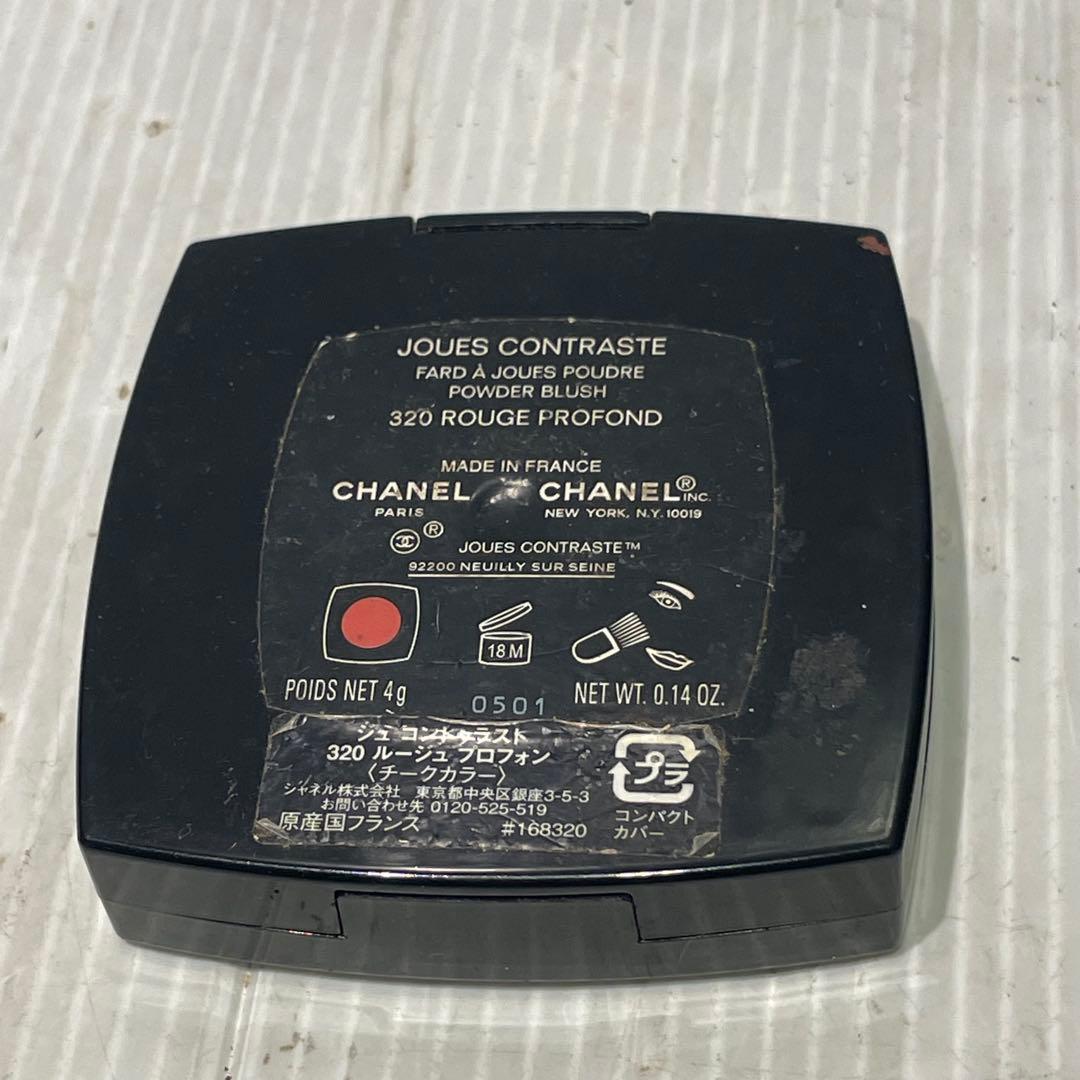 JOUES CONTRASTE
FARD À JOUES POUDRE
POWDER BLUSH
320 ROUGE PROFOND
MADE IN FRANCE
CHANEL CHANEL® INC.
PARIS NEW YORK, N.Y. 10019
® JOUES CONTRASTE™
92200 NEUILLY SUR SEINE
18M
POIDS NET 4g 0501 NET WT. 0.14 OZ.
ジュ コントゥラスト
320 ルージュ プロフォン
〈チークカラー〉
シャネル株式会社 東京都中央区銀座3-5-3
お問い合わせ先 0120-525-519
原産国フランス #168320
プラ
コンパクト
カバー